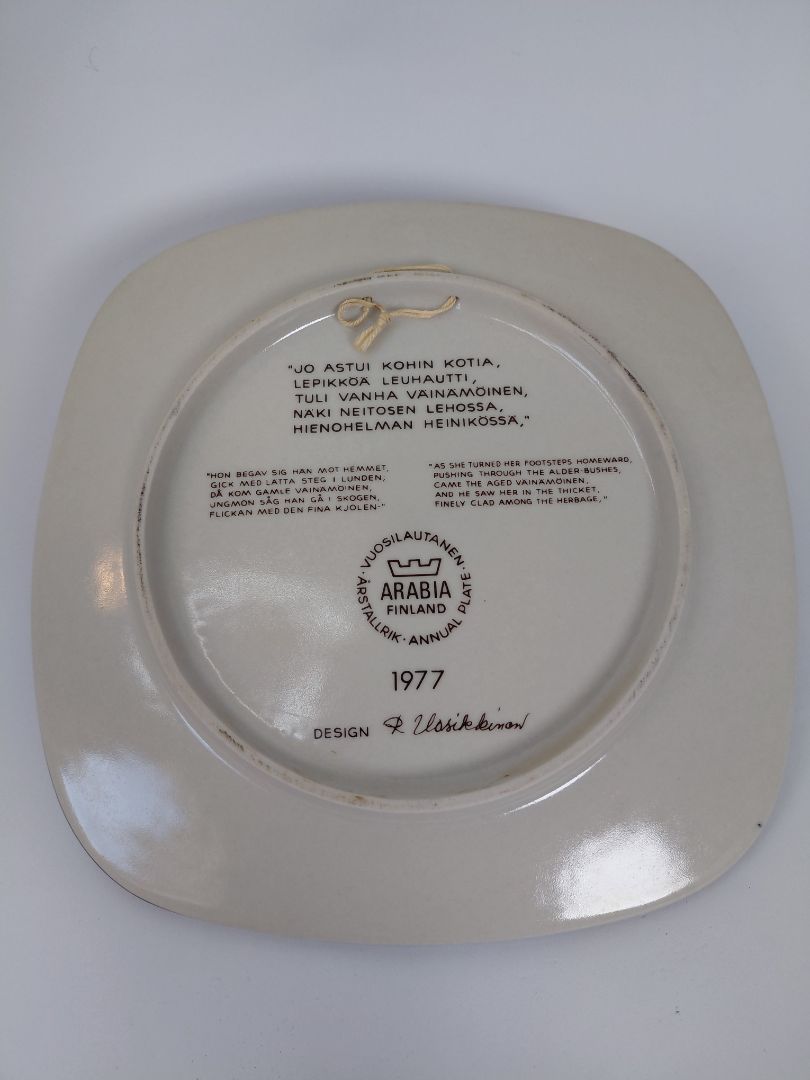 "JO ASTUI KOHIN KOTIA,
LEPIKKÖÄ LEUHAUTTI,
TULI VANHA VÄINÄMÖINEN,
NÄKI NEITOSEN LEHOSSA,
HIENOHELMAN HEINIKÖSSÄ,"
"HON BEGAV SIG HÄN MOT HEMMET,
GICK MED LÄTTA STEG I LUNDEN,
DÅ KOM GAMLE VÄINÄMÖINEN,
UNGMÖN SÅG HAN GÅ I SKOGEN,
FLICKAN MED DEN FINA KJOLEN-"
"AS SHE TURNED HER FOOTSTEPS HOMEWARD,
PUSHING THROUGH THE ALDER-BUSHES,
CAME THE AGED VÄINÄMÖINEN,
AND HE SAW HER IN THE THICKET,
FINELY CLAD AMONG THE HERBAGE,"
· VUOSILAUTANEN · ÅRSTALLRIK · ANNUAL PLATE
ARABIA
FINLAND
1977
DESIGN R Uosikkinen